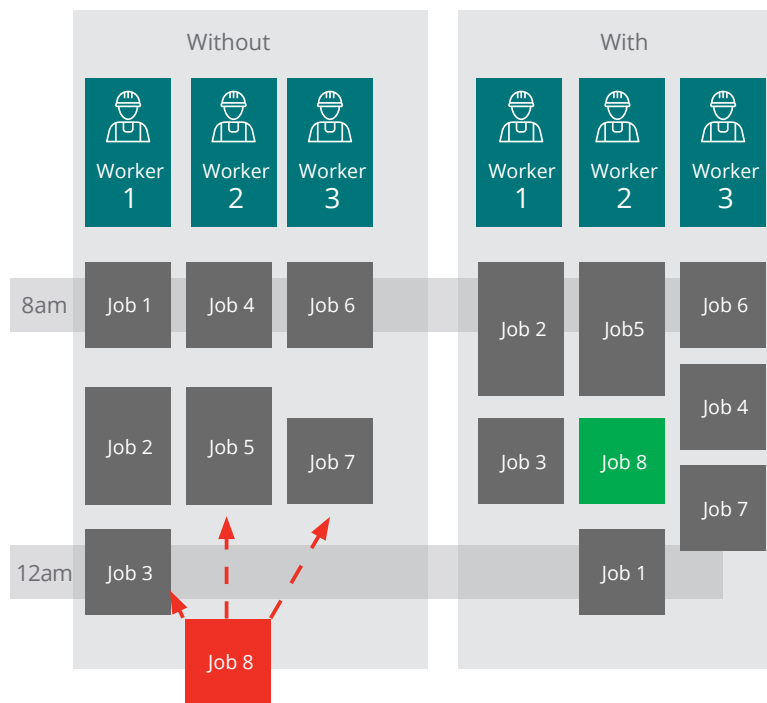 Without
With
Worker
1
Worker
2
Worker
3
Worker
1
Worker
2
Worker
3
8am
Job 1
Job 4
Job 6
Job 2
Job5
Job 6
Job 4
Job 2
Job 5
Job 7
Job 3
Job 8
Job 7
12am
Job 3
Job 1
Job 8